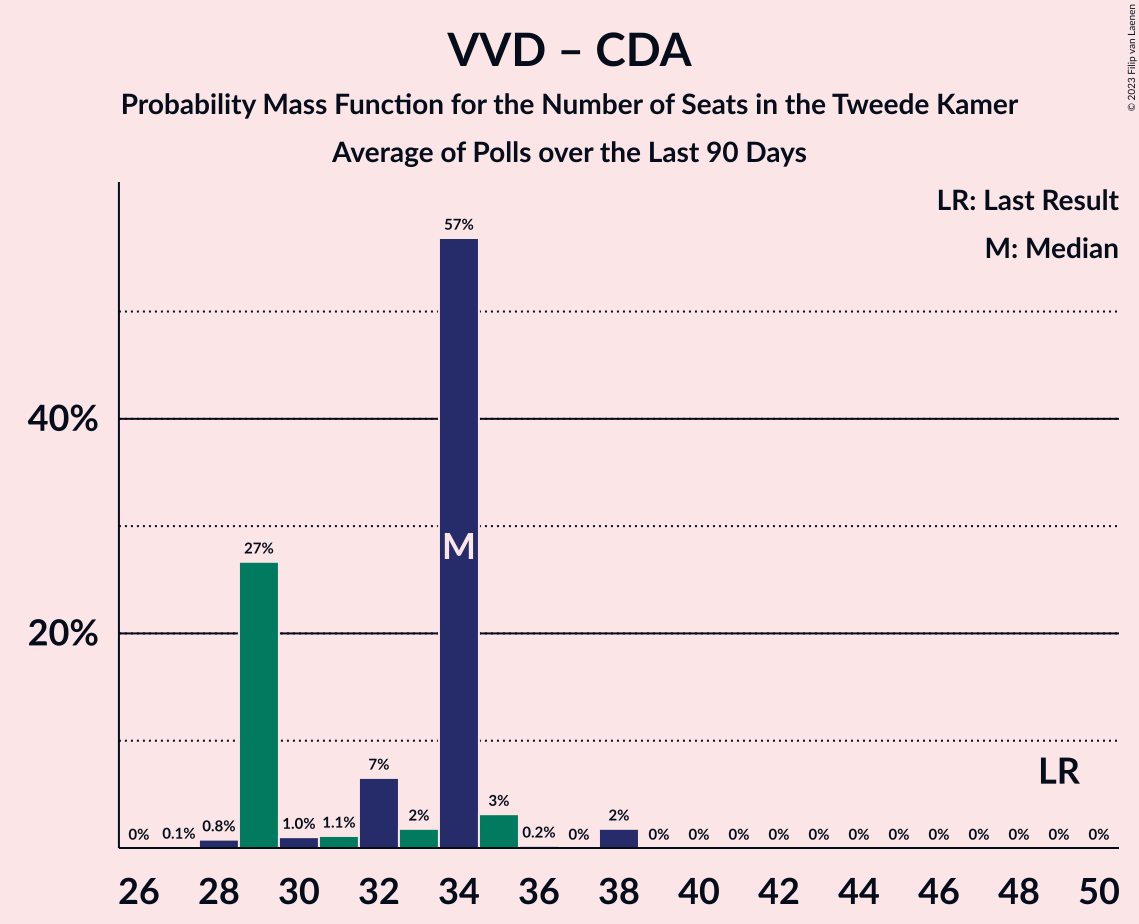 VVD – CDA
Probability Mass Function for the Number of Seats in the Tweede Kamer
Average of Polls over the Last 90 Days
© 2023 Filip van Laenen
LR: Last Result
M: Median
57%
40%
M
27%
20%
LR
7%
3%
0% 0.1% 0.8% 1.0% 1.1% 2% 0.2% 0% 2% 0% 0% 0% 0% 0% 0% 0% 0% 0% 0% 0% 0%
26 28 30 32 34 36 38 40 42 44 46 48 50